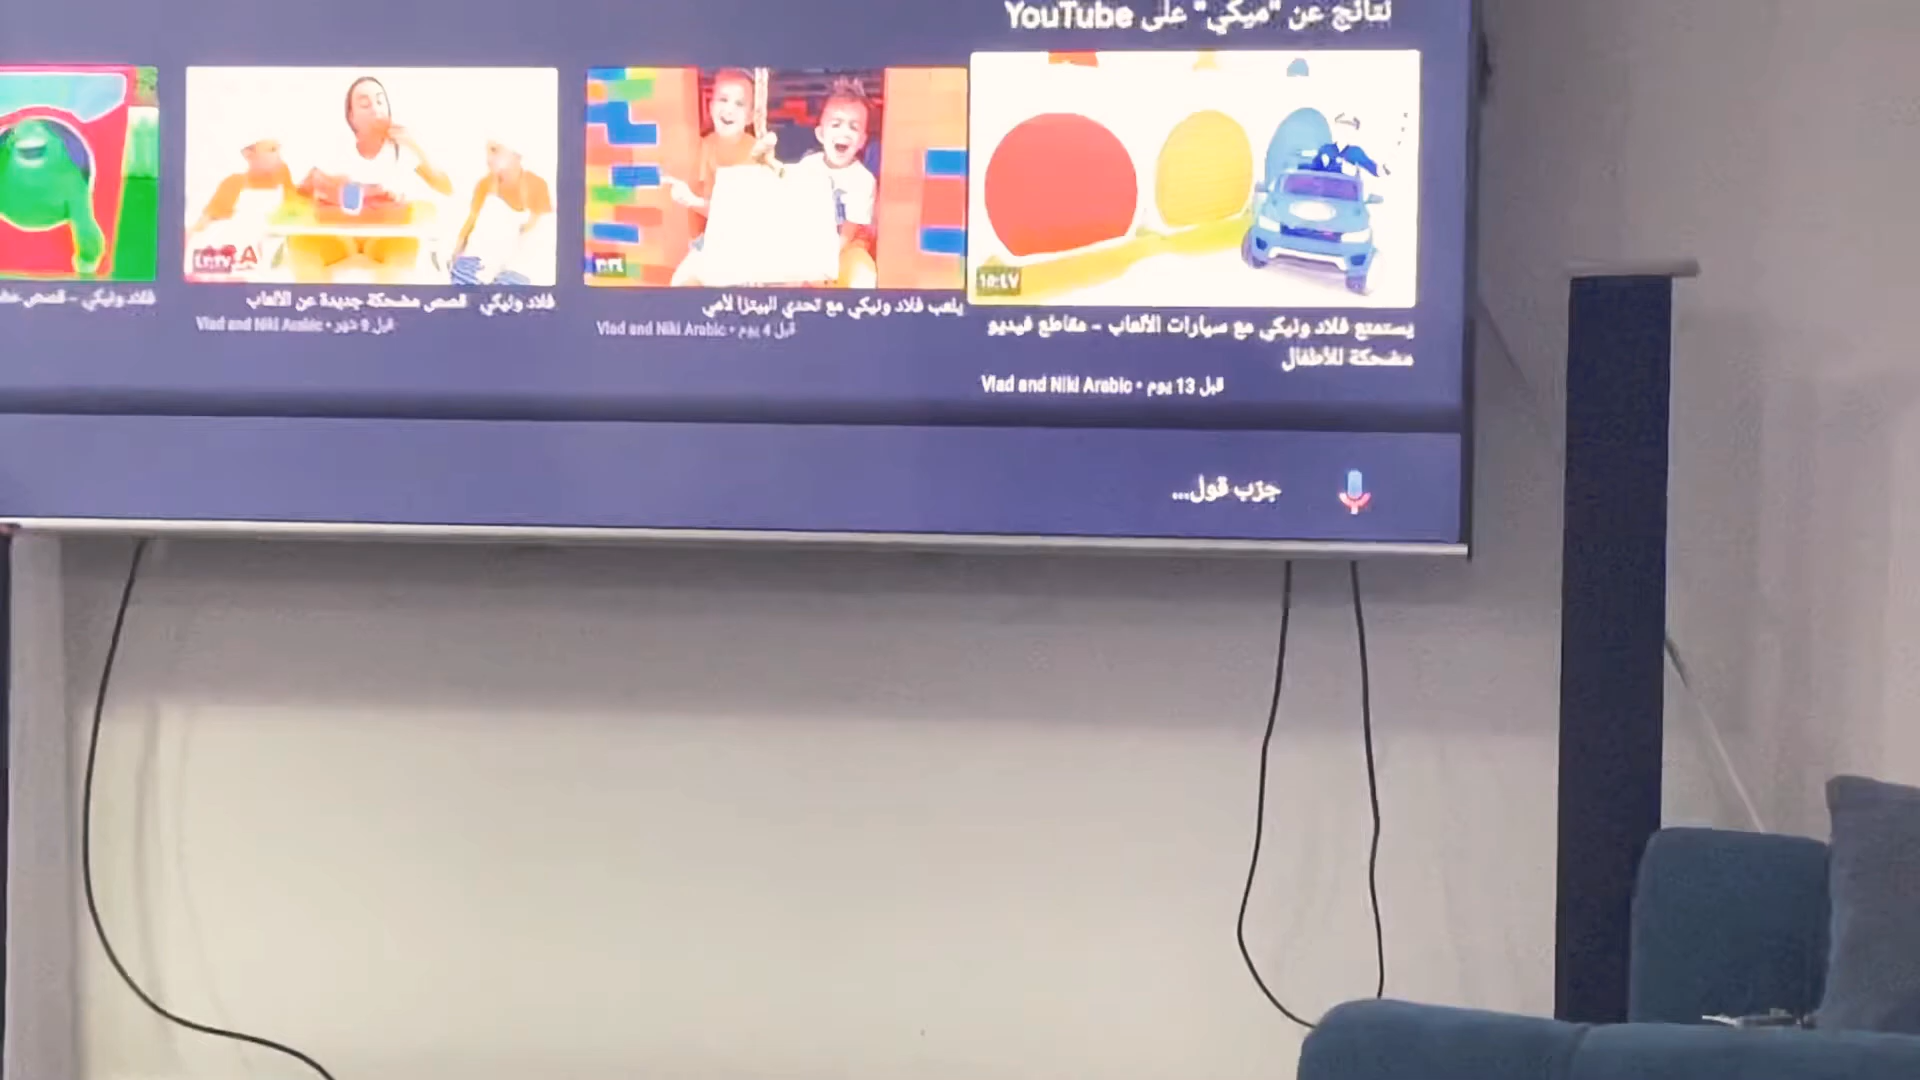 نتائج عن "ميكي" على YouTube
يستمتع فلاد ونيكي مع سيارات الألعاب - مقاطع فيديو
مضحكة للأطفال
Vlad and Niki Arabic • قبل 13 يوم
يلعب فلاد ونيكي مع تحدي البيتزا لأمي
Vlad and Niki Arabic • قبل 4 يوم
فلاد ونيكي قصص مضحكة جديدة عن الألعاب
Vlad and Niki Arabic • قبل 9 شهر
فلاد ونيكي - قصص
جرّب قول...